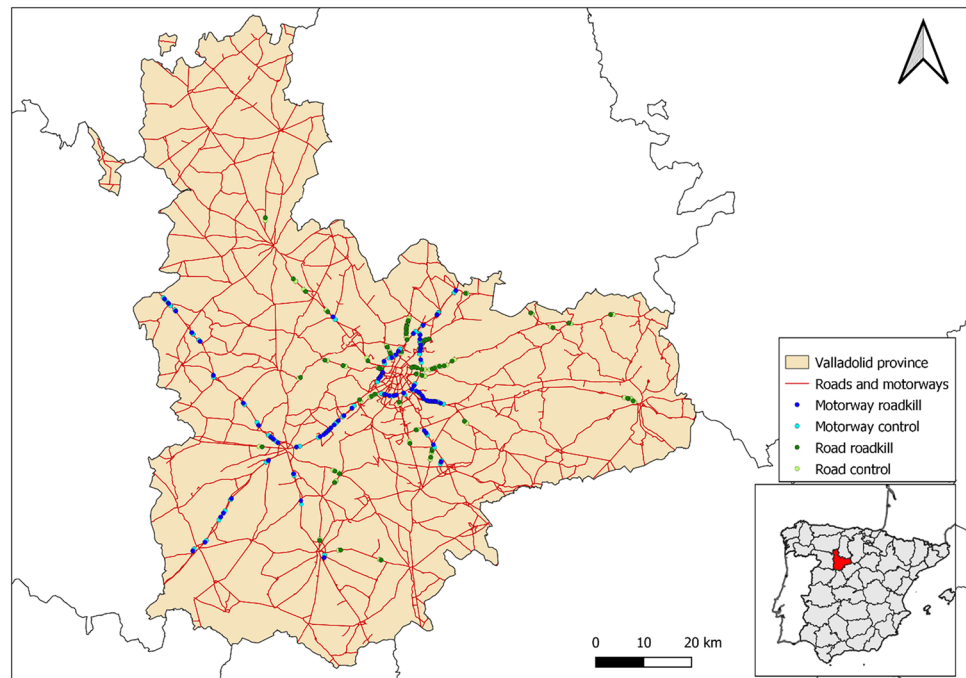 Valladolid province
Roads and motorways
Motorway roadkill
Motorway control
Road roadkill
Road control
0 10 20 km